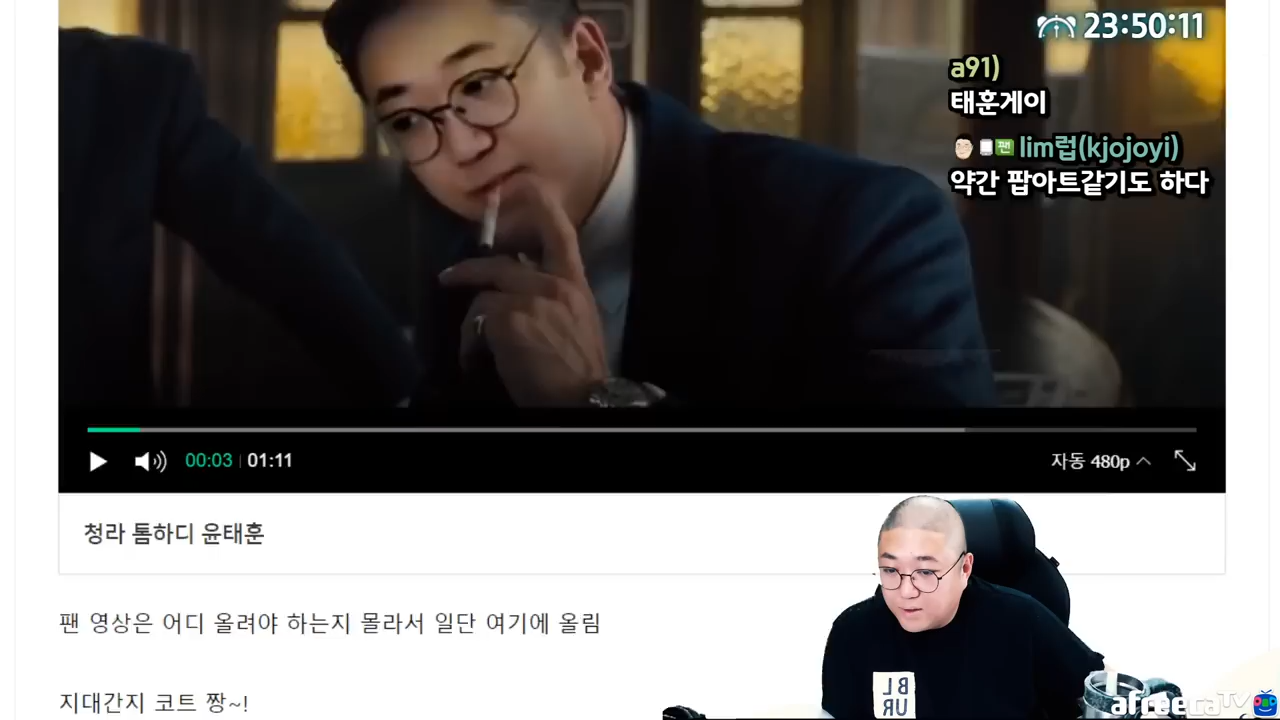 23:50:11
a91)
태훈게이
팬 lim럽(kjojoyi)
약간 팝아트같기도 하다
00:03 01:11
자동 480p
청라 톰하디 윤태훈
팬 영상은 어디 올려야 하는지 몰라서 일단 여기에 올림
지대간지 코트 짱~!
BL
UR
afreecaTV